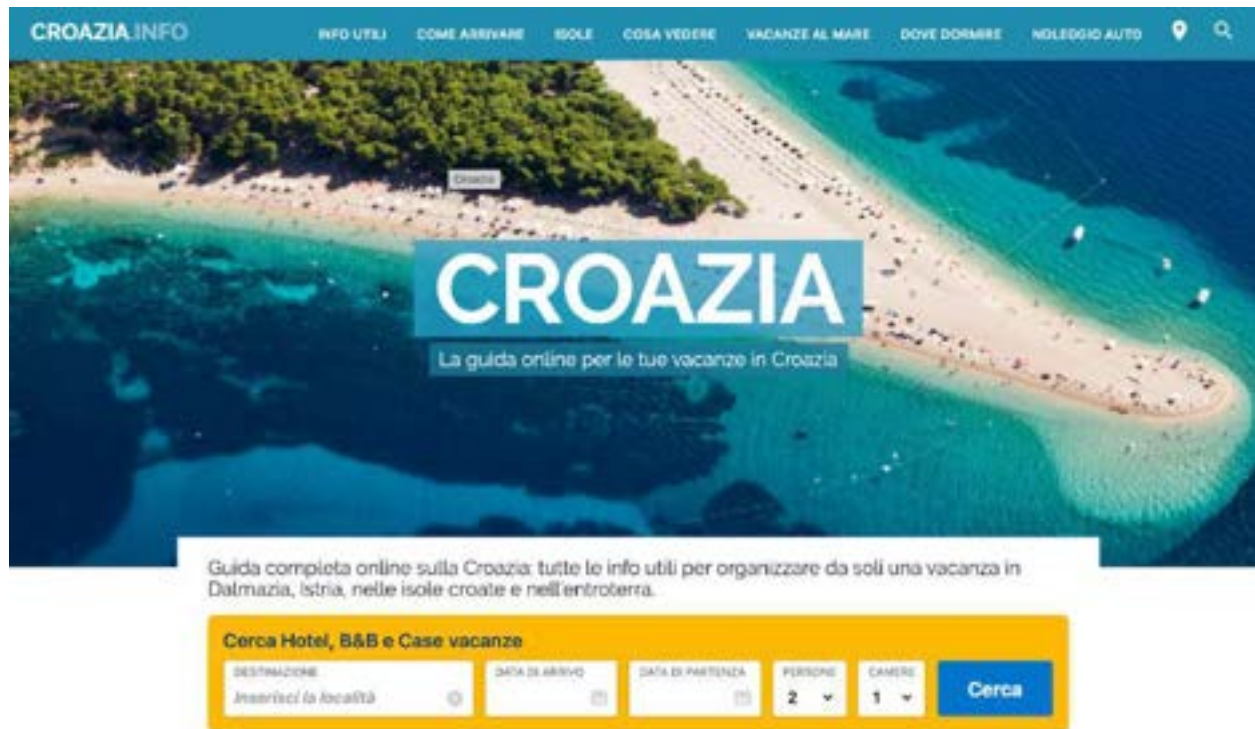 CROAZIA.INFO
INFO UTILI COME ARRIVARE ISOLE COSA VEDERE VACANZE AL MARE DOVE DORMIRE NOLEGGIO AUTO
Croazia
CROAZIA
La guida online per le tue vacanze in Croazia
Guida completa online sulla Croazia: tutte le info utili per organizzare da soli una vacanza in
Dalmazia, Istria, nelle isole croate e nell'entroterra.
Cerca Hotel, B&B e Case vacanze
DESTINAZIONE DATA DI ARRIVO DATA DI PARTENZA PERSONE CAMERE
Inserisci la località 2 1 Cerca